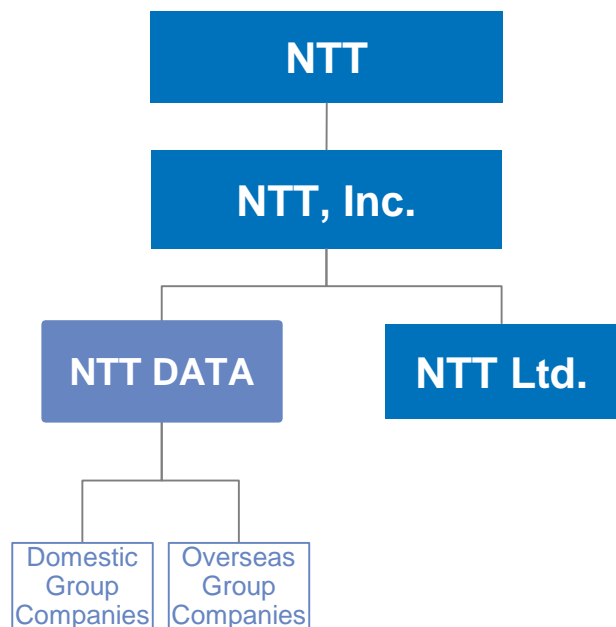 NTT
NTT, Inc.
NTT DATA
NTT Ltd.
Domestic
Group
Companies
Overseas
Group
Companies